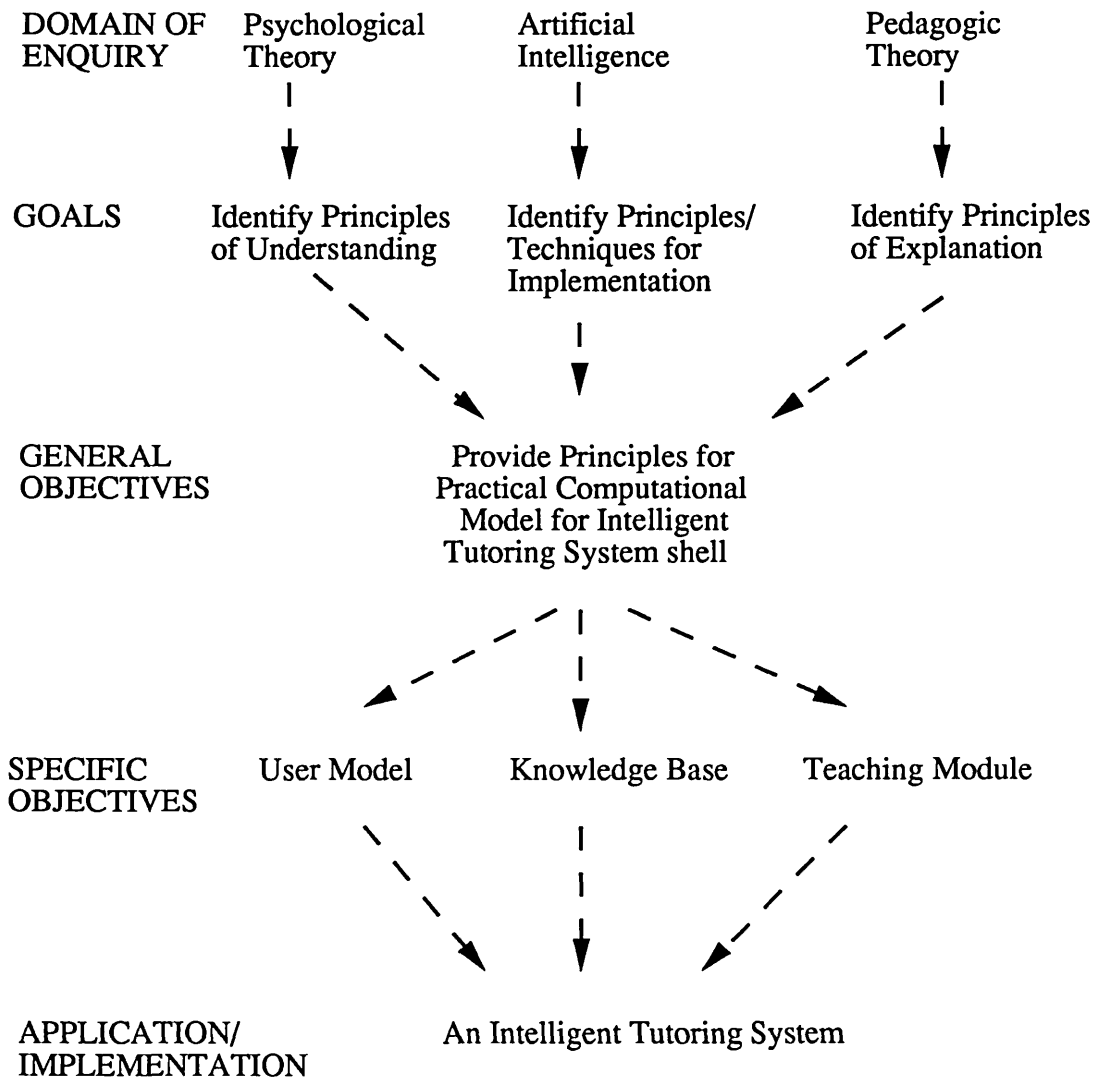 DOMAIN OF ENQUIRY
Psychological Theory
Artificial Intelligence
Pedagogic Theory
GOALS
Identify Principles
of Understanding
Identify Principles/
Techniques for
Implementation
Identify Principles
of Explanation
GENERAL
OBJECTIVES
Provide Principles for
Practical Computational
Model for Intelligent
Tutoring System shell
SPECIFIC
OBJECTIVES
User Model
Knowledge Base
Teaching Module
APPLICATION/
IMPLEMENTATION
An Intelligent Tutoring System